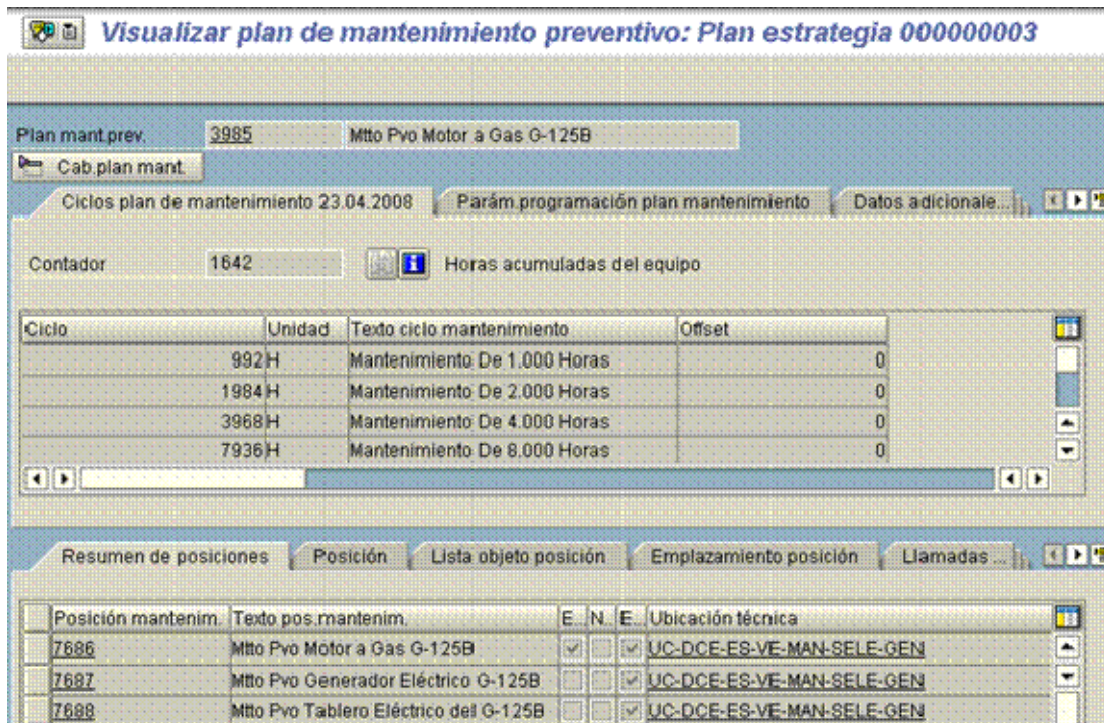 Visualizar plan de mantenimiento preventivo: Plan estrategia 000000003
Plan mant.prev. 3985 Mtto Pvo Motor a Gas G-125B
Cab.plan mant.
Ciclos plan de mantenimiento 23.04.2008 Parám.programación plan mantenimiento Datos adicionale...
Contador 1642 Horas acumuladas del equipo
Ciclo Unidad Texto ciclo mantenimiento Offset
992 H Mantenimiento De 1.000 Horas 0
1984 H Mantenimiento De 2.000 Horas 0
3968 H Mantenimiento De 4.000 Horas 0
7936 H Mantenimiento De 8.000 Horas 0
Resumen de posiciones Posición Lista objeto posición Emplazamiento posición Llamadas ...
Posición mantenim. Texto pos.mantenim. E.. N.. E.. Ubicación técnica
7686 Mtto Pvo Motor a Gas G-125B UC-DCE-ES-VE-MAN-SELE-GEN
7687 Mtto Pvo Generador Eléctrico G-125B UC-DCE-ES-VE-MAN-SELE-GEN
7688 Mtto Pvo Tablero Eléctrico del G-125B UC-DCE-ES-VE-MAN-SELE-GEN